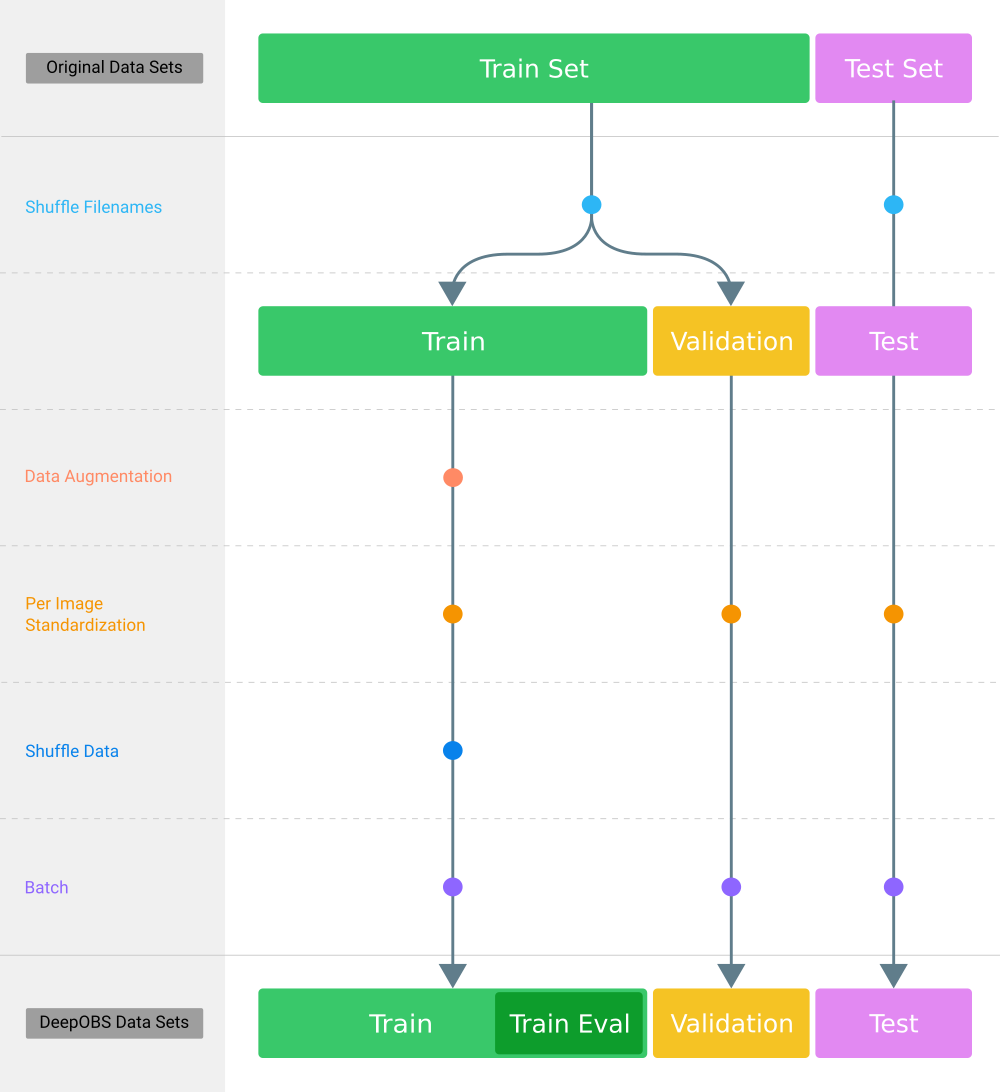 Original Data Sets
Train Set
Test Set
Shuffle Filenames
Train
Validation
Test
Data Augmentation
Per Image
Standardization
Shuffle Data
Batch
DeepOBS Data Sets
Train
Train Eval
Validation
Test